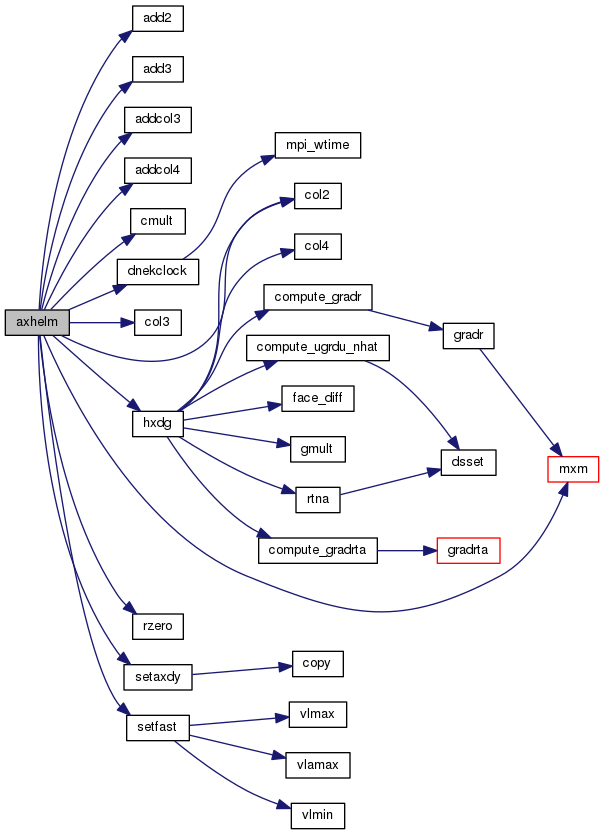 add2
add3
addcol3
addcol4
mpi_wtime
col2
cmult
col4
dnekclock
compute_gradr
axhelm
col3
gradr
compute_ugrdu_nhat
face_diff
hxdg
gmult
dsset
mxm
rtna
compute_gradrta
gradrta
rzero
copy
setaxdy
vlmax
setfast
vlamax
vlmin